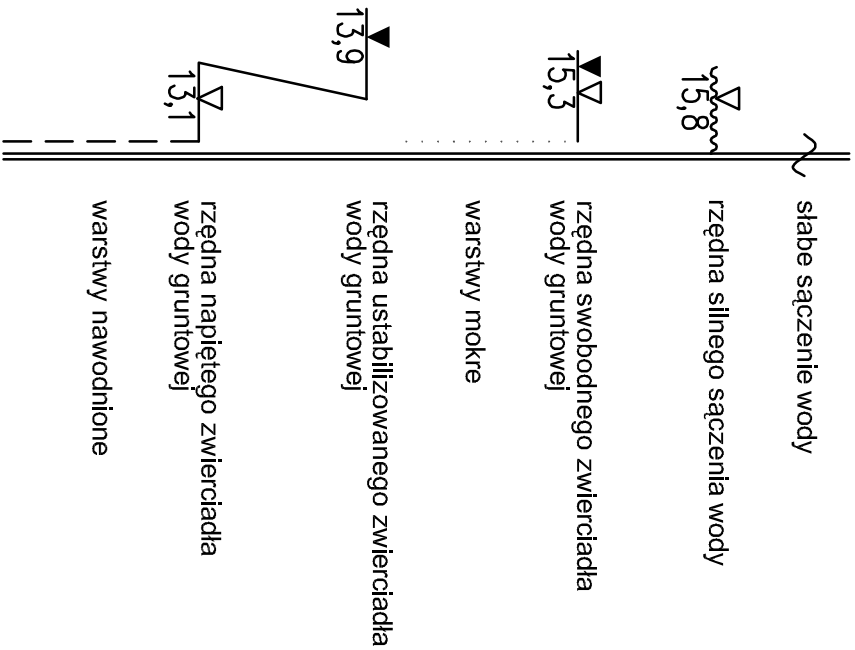 słabe sączenie wody
15,8
rzędna silnego sączenia wody
15,3
rzędna swobodnego zwierciadła
wody gruntowej
warstwy mokre
13,9
rzędna ustabilizowanego zwierciadła
wody gruntowej
13,1
rzędna napiętego zwierciadła
wody gruntowej
warstwy nawodnione